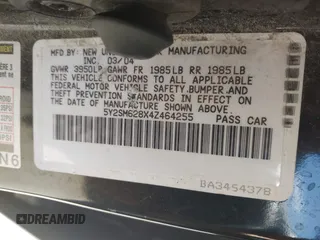 MFD BY: NEW UNITED MOTOR MANUFACTURING
INC. 03/04
GVWR 3950LB GAWR FR 1985LB RR 1985LB
THIS VEHICLE CONFORMS TO ALL APPLICABLE
FEDERAL MOTOR VEHICLE SAFETY, BUMPER, AND
THEFT PREVENTION STANDARDS IN EFFECT ON
THE DATE OF MANUFACTURE SHOWN ABOVE.
5Y2SM628X4Z464255 PASS CAR
BA3454378
N6